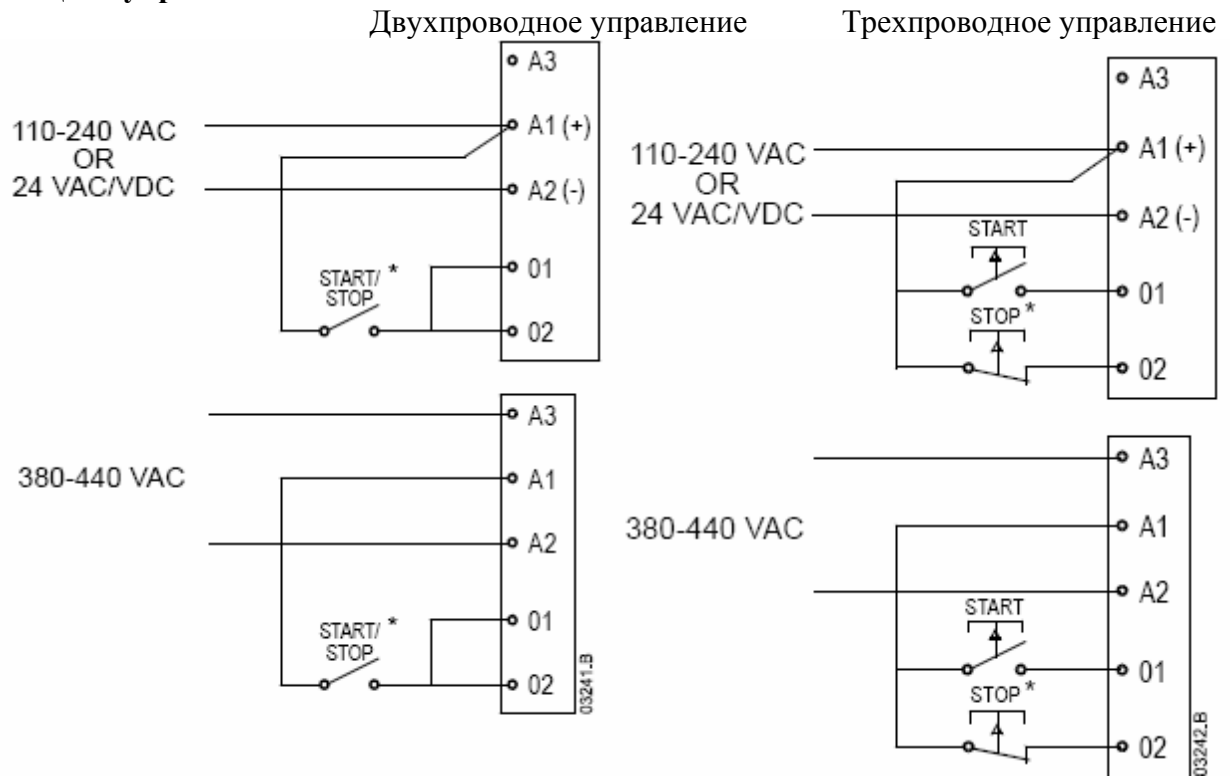 Двухпроводное управление
Трехпроводное управление
A3
110-240 VAC
OR
24 VAC/VDC
A1 (+)
A2 (-)
START/ *
STOP
01
02
A3
380-440 VAC
A1
A2
START/ *
STOP
01
02
03241.B
A3
110-240 VAC
OR
24 VAC/VDC
A1 (+)
A2 (-)
START
01
STOP *
02
A3
380-440 VAC
A1
A2
START
01
STOP *
02
03242.B